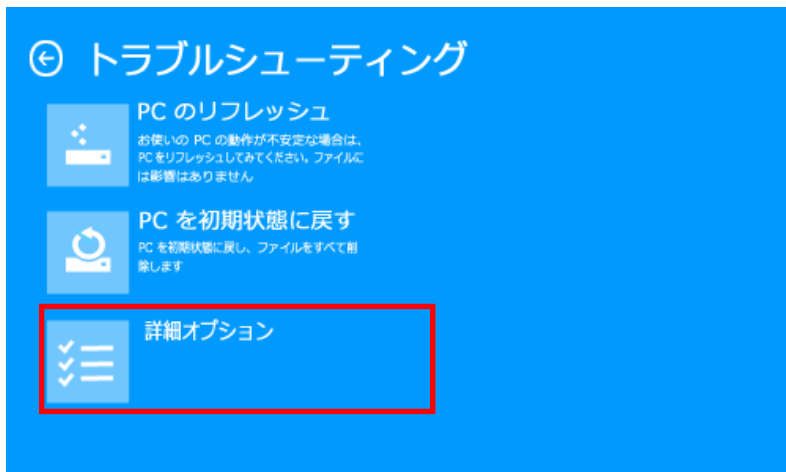 トラブルシューティング
PC のリフレッシュ
お使いの PC の動作が不安定な場合は、
PC をリフレッシュしてみてください。ファイルに
は影響はありません
PC を初期状態に戻す
PC を初期状態に戻し、ファイルをすべて削
除します
詳細オプション